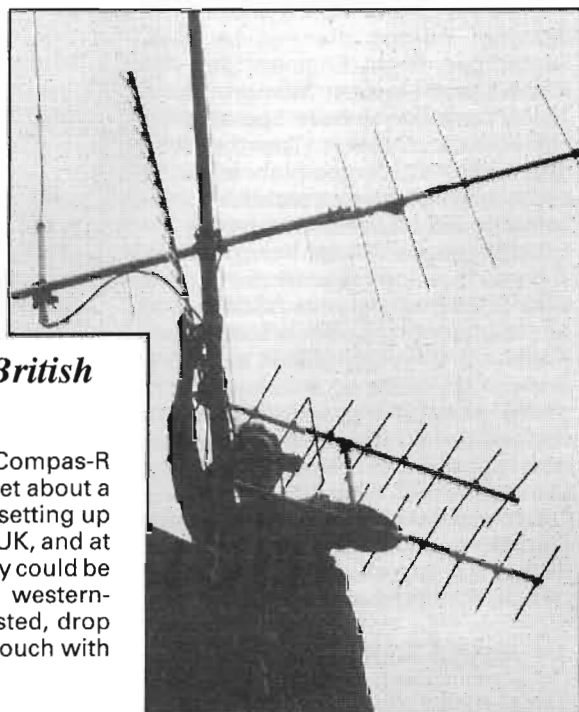 British
Compas-R
et about a
setting up
UK, and at
y could be
western-
sted, drop
ouch with